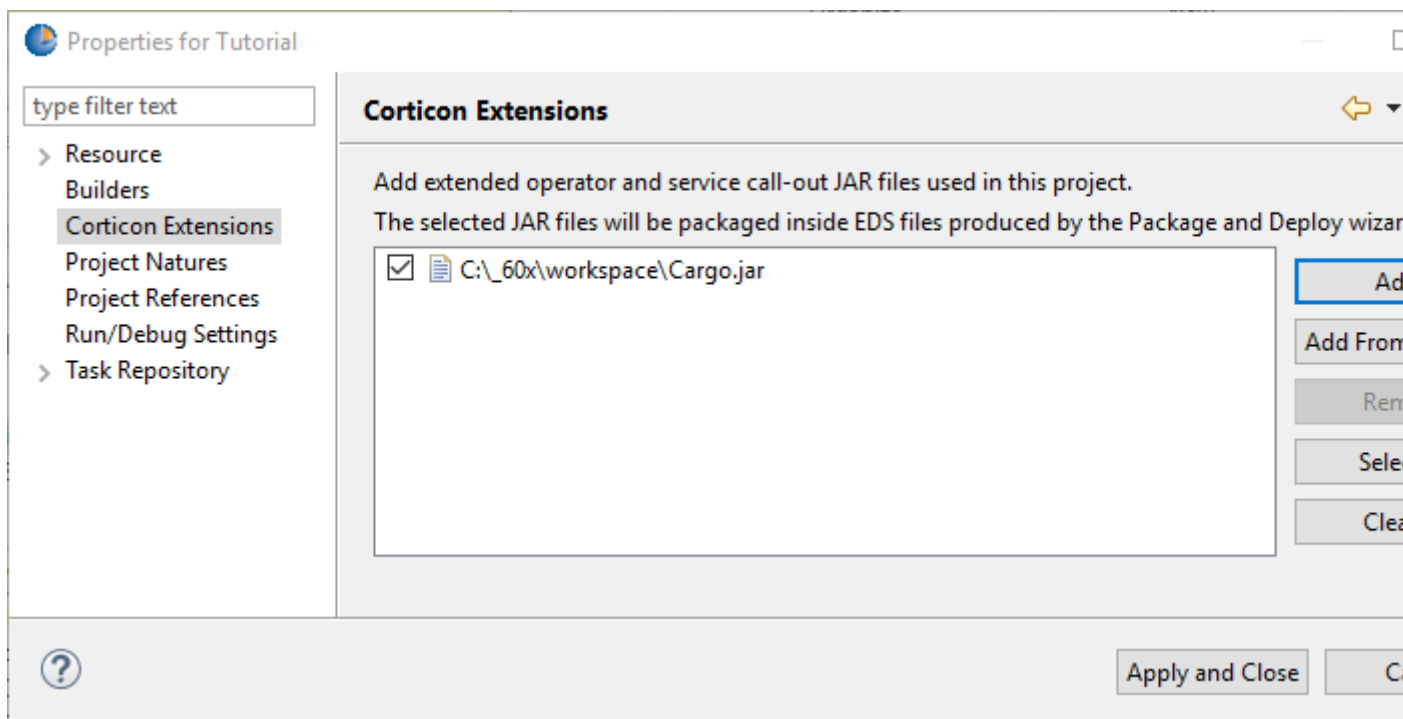 Properties for Tutorial
type filter text
Resource
Builders
Corticon Extensions
Project Natures
Project References
Run/Debug Settings
Task Repository
Corticon Extensions
Add extended operator and service call-out JAR files used in this project.
The selected JAR files will be packaged inside EDS files produced by the Package and Deploy wizar
C:\_60x\workspace\Cargo.jar
Ad
Add From
Rem
Sele
Clea
Apply and Close
Ca